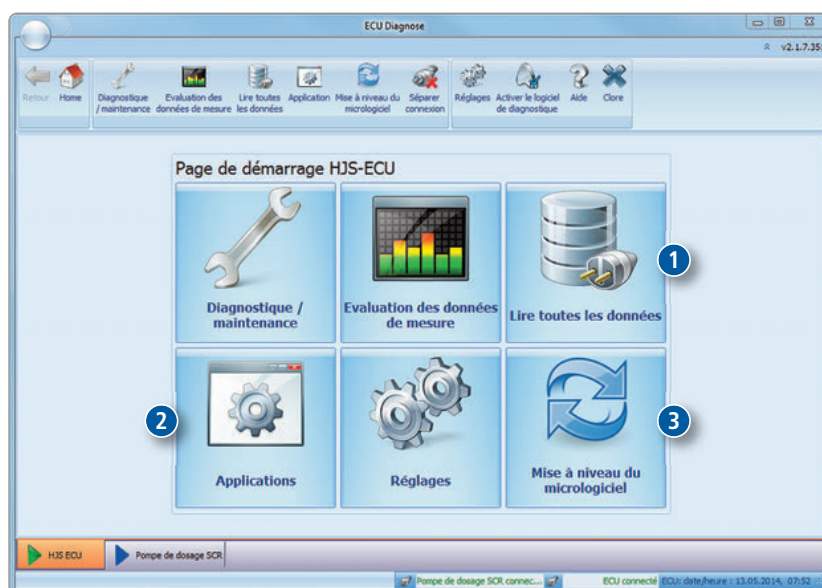 ECU Diagnose
v2.1.7.35
Retour
Home
Diagnostique
/ maintenance
Evaluation des
données de mesure
Lire toutes
les données
Application
Mise à niveau du
micrologiciel
Séparer
connexion
Réglages
Activer le logiciel
de diagnostique
Aide
Clore
Page de démarrage HJS-ECU
Diagnostique /
maintenance
Evaluation des données
de mesure
Lire toutes les données
1
2
Applications
Réglages
Mise à niveau du
micrologiciel
3
HJS ECU
Pompe de dosage SCR
Pompe de dosage SCR connec...
ECU connecté
ECU: date/heure : 13.05.2014, 07:52